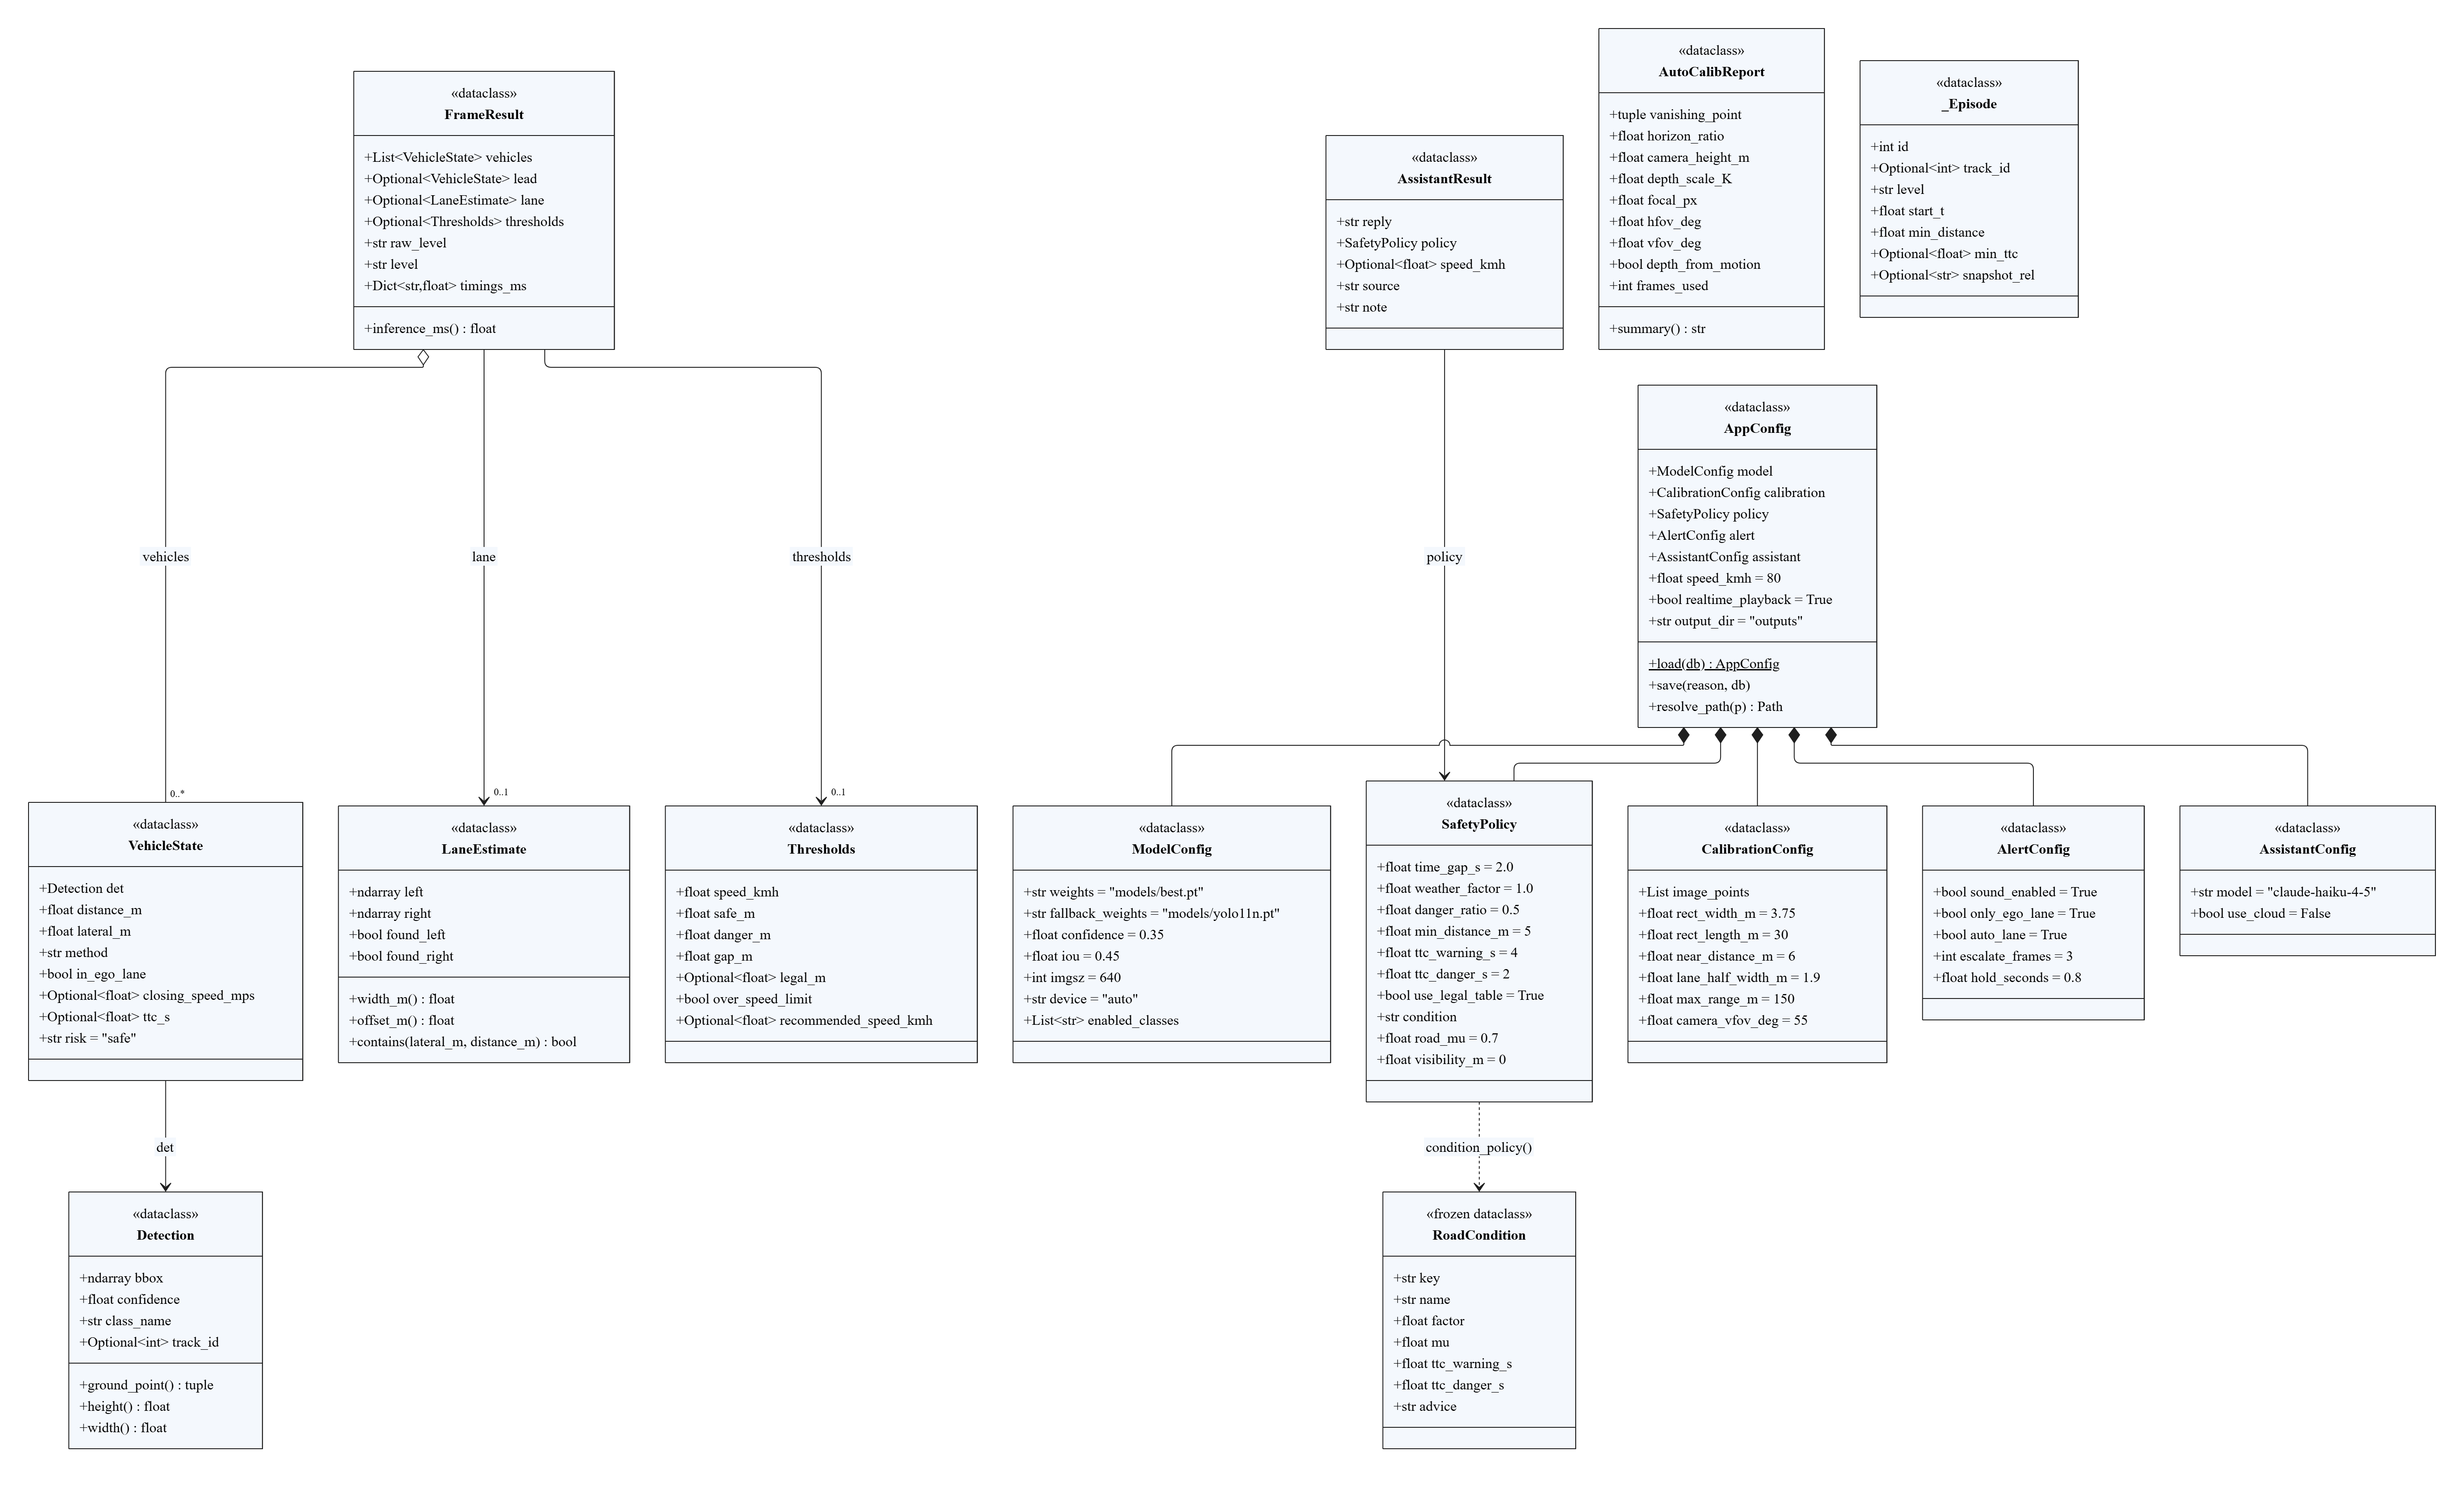 «dataclass»
FrameResult
+List<VehicleState> vehicles
+Optional<VehicleState> lead
+Optional<LaneEstimate> lane
+Optional<Thresholds> thresholds
+str raw_level
+str level
+Dict<str,float> timings_ms
+inference_ms() : float
«dataclass»
AssistantResult
+str reply
+SafetyPolicy policy
+Optional<float> speed_kmh
+str source
+str note
«dataclass»
AutoCalibReport
+tuple vanishing_point
+float horizon_ratio
+float camera_height_m
+float depth_scale_K
+float focal_px
+float hfov_deg
+float vfov_deg
+bool depth_from_motion
+int frames_used
+summary() : str
«dataclass»
_Episode
+int id
+Optional<int> track_id
+str level
+float start_t
+float min_distance
+Optional<float> min_ttc
+Optional<str> snapshot_rel
«dataclass»
AppConfig
+ModelConfig model
+CalibrationConfig calibration
+SafetyPolicy policy
+AlertConfig alert
+AssistantConfig assistant
+float speed_kmh = 80
+bool realtime_playback = True
+str output_dir = "outputs"
+load(db) : AppConfig
+save(reason, db)
+resolve_path(p) : Path
vehicles
lane
thresholds
policy
0..*
0..1
0..1
«dataclass»
VehicleState
+Detection det
+float distance_m
+float lateral_m
+str method
+bool in_ego_lane
+Optional<float> closing_speed_mps
+Optional<float> ttc_s
+str risk = "safe"
«dataclass»
LaneEstimate
+ndarray left
+ndarray right
+bool found_left
+bool found_right
+width_m() : float
+offset_m() : float
+contains(lateral_m, distance_m) : bool
«dataclass»
Thresholds
+float speed_kmh
+float safe_m
+float danger_m
+float gap_m
+Optional<float> legal_m
+bool over_speed_limit
+Optional<float> recommended_speed_kmh
«dataclass»
ModelConfig
+str weights = "models/best.pt"
+str fallback_weights = "models/yolo11n.pt"
+float confidence = 0.35
+float iou = 0.45
+int imgsz = 640
+str device = "auto"
+List<str> enabled_classes
«dataclass»
SafetyPolicy
+float time_gap_s = 2.0
+float weather_factor = 1.0
+float danger_ratio = 0.5
+float min_distance_m = 5
+float ttc_warning_s = 4
+float ttc_danger_s = 2
+bool use_legal_table = True
+str condition
+float road_mu = 0.7
+float visibility_m = 0
«dataclass»
CalibrationConfig
+List image_points
+float rect_width_m = 3.75
+float rect_length_m = 30
+float near_distance_m = 6
+float lane_half_width_m = 1.9
+float max_range_m = 150
+float camera_vfov_deg = 55
«dataclass»
AlertConfig
+bool sound_enabled = True
+bool only_ego_lane = True
+bool auto_lane = True
+int escalate_frames = 3
+float hold_seconds = 0.8
«dataclass»
AssistantConfig
+str model = "claude-haiku-4-5"
+bool use_cloud = False
det
condition_policy()
«dataclass»
Detection
+ndarray bbox
+float confidence
+str class_name
+Optional<int> track_id
+ground_point() : tuple
+height() : float
+width() : float
«frozen dataclass»
RoadCondition
+str key
+str name
+float factor
+float mu
+float ttc_warning_s
+float ttc_danger_s
+str advice